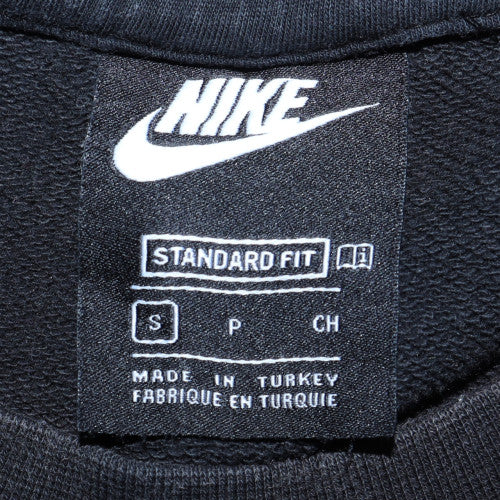 NIKE
STANDARD FIT i
S P CH
MADE IN TURKEY
FABRIQUE EN TURQUIE